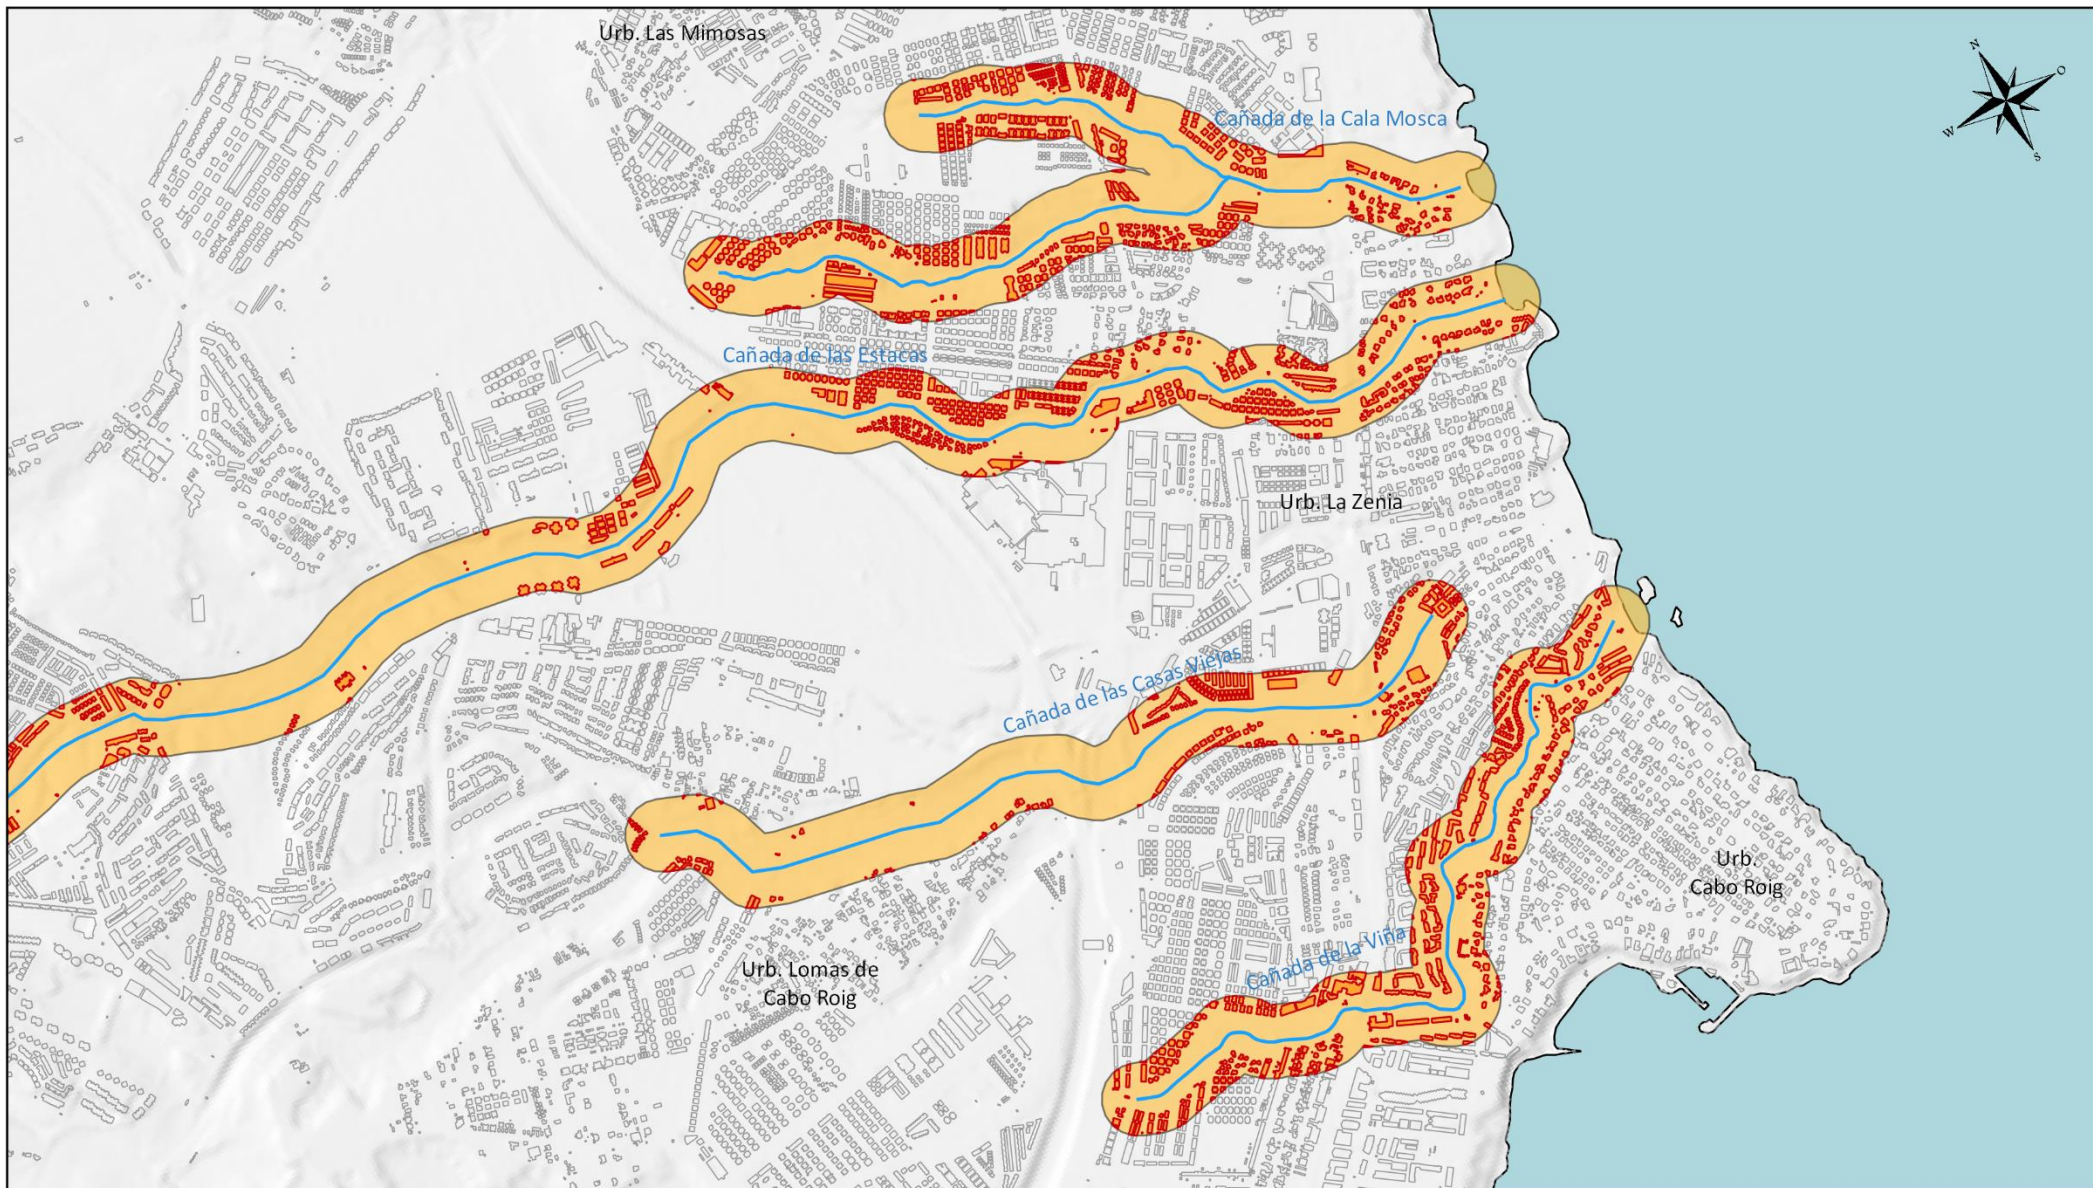 Urb. Las Mimosas
N
O
W
S
Cañada de la Cala Mosca
Cañada de las Estacas
Urb. La Zenia
Cañada de las Casas Viejas
Urb.
Cabo Roig
Cañada de la Viña
Urb. Lomas de
Cabo Roig